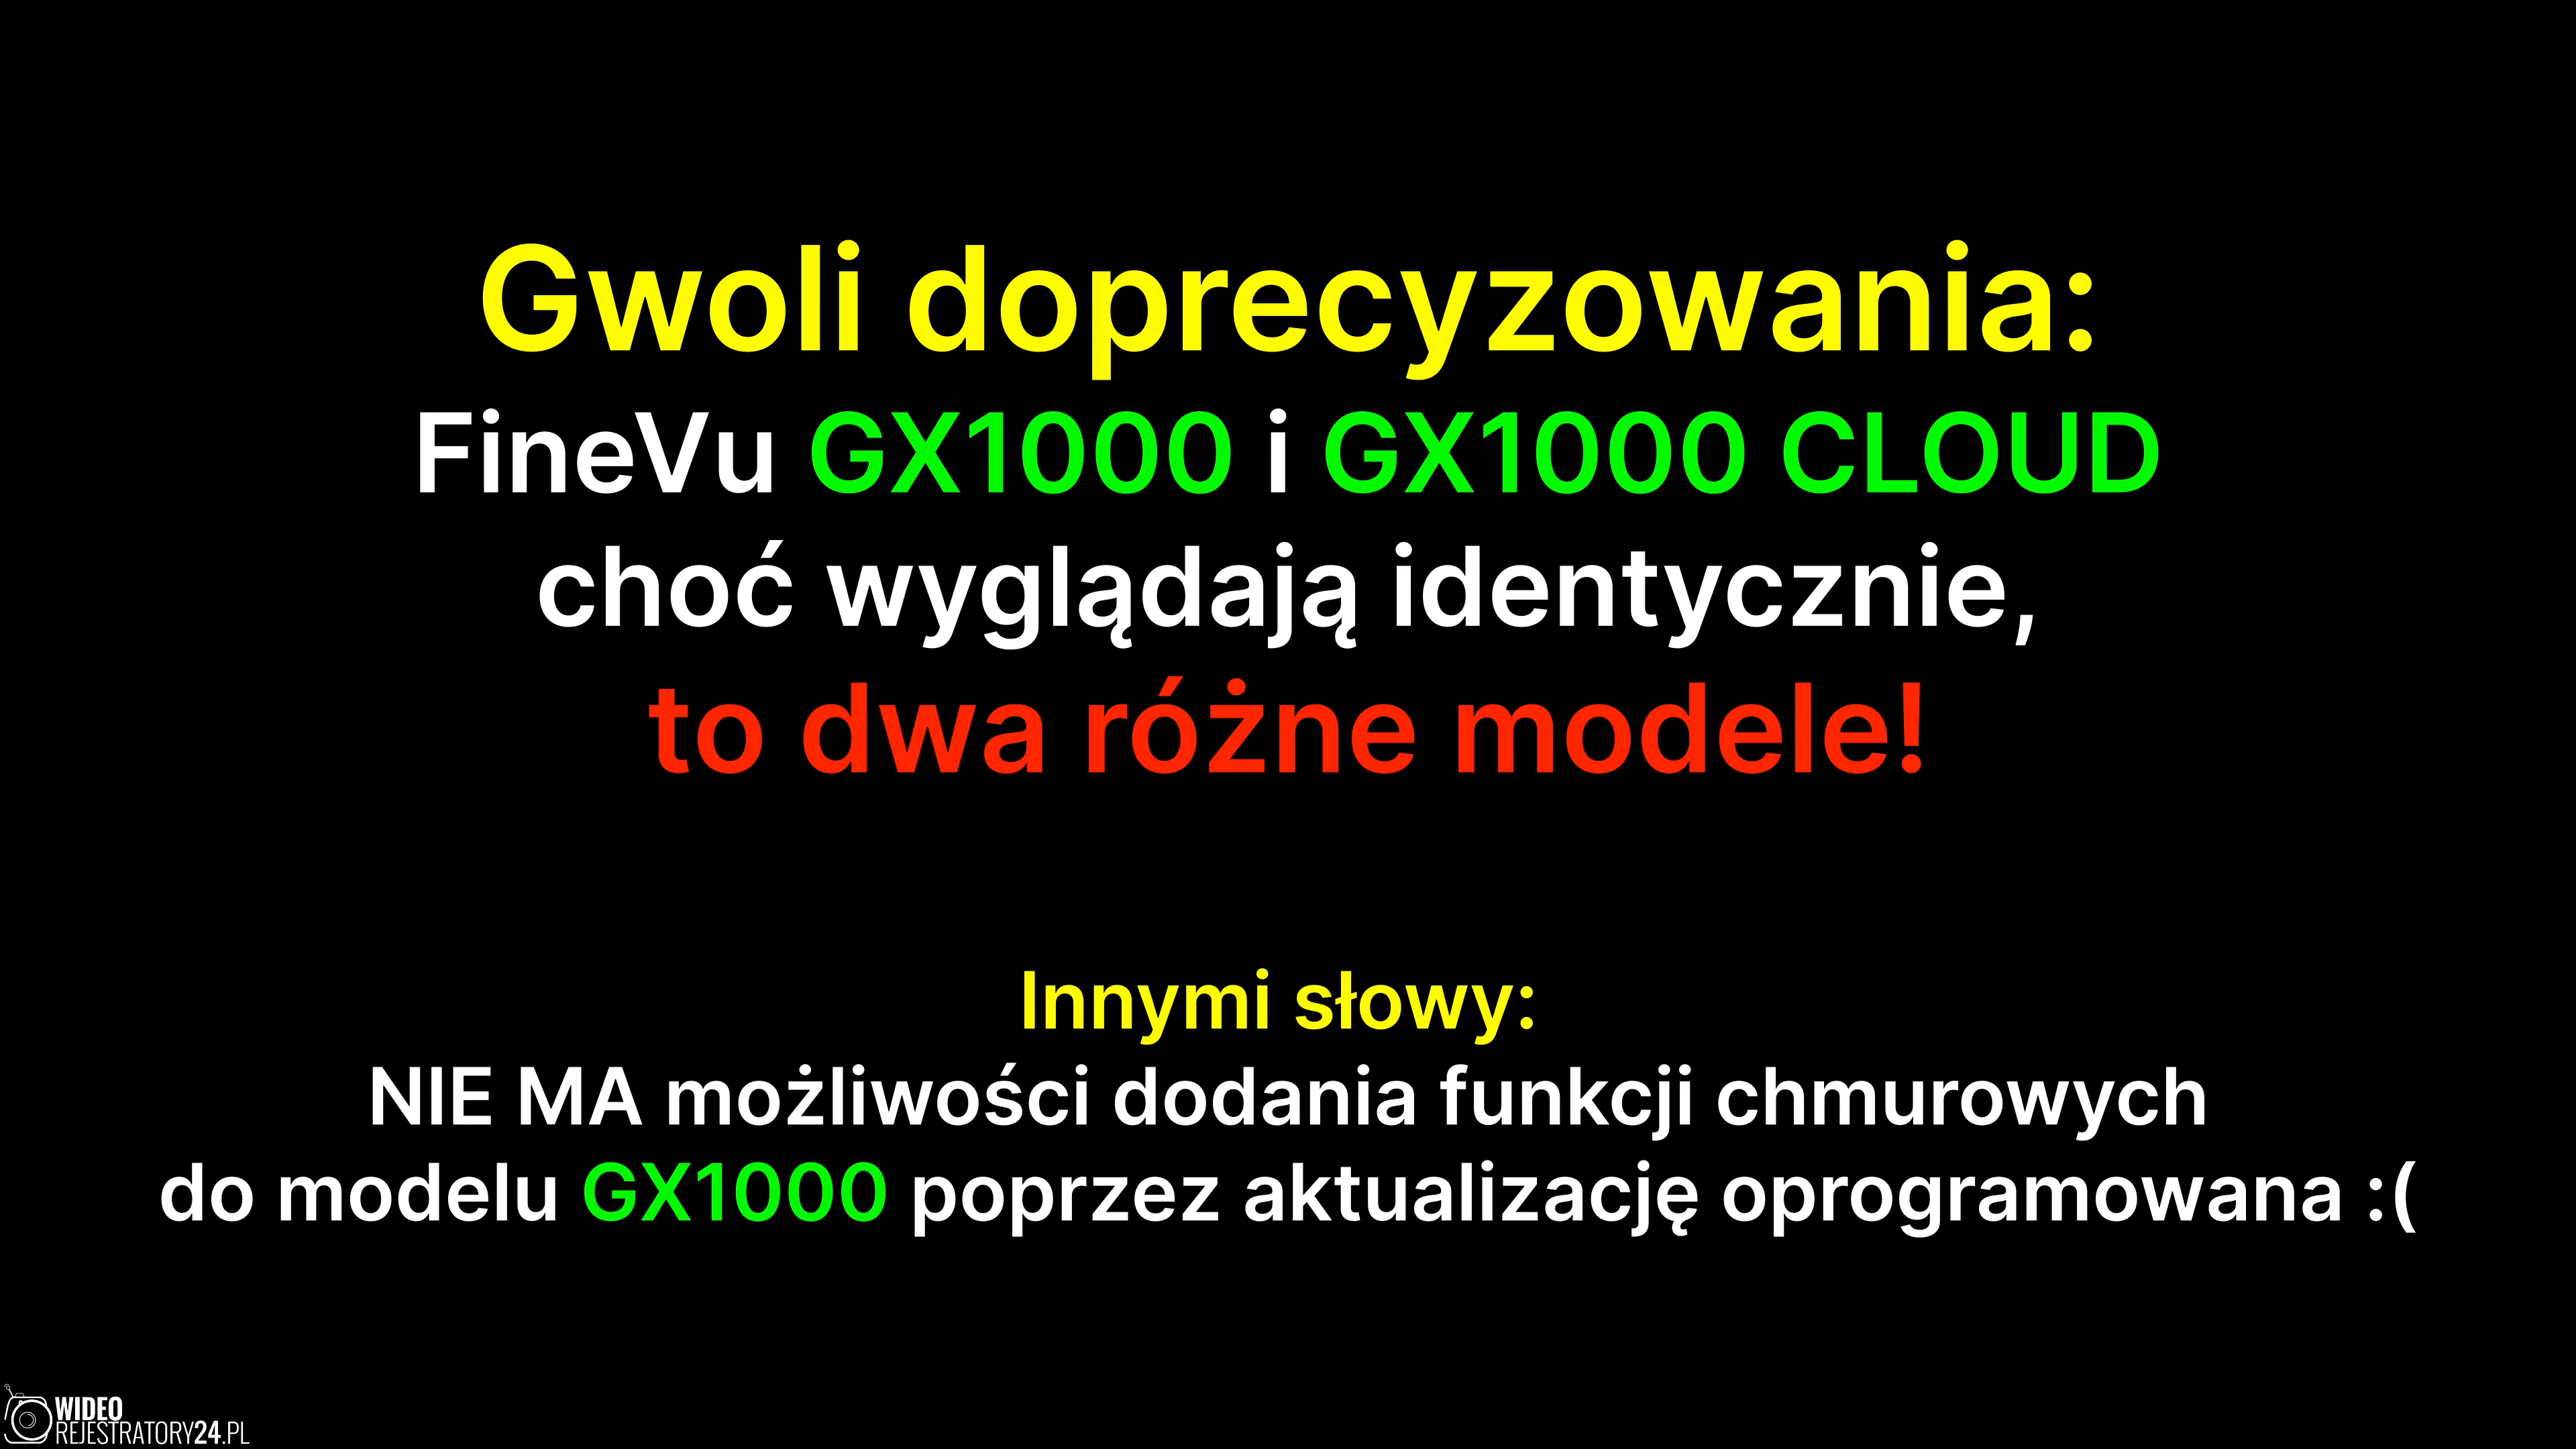 Gwoli doprecyzowania:
FineVu GX1000 i GX1000 CLOUD
choć wyglądają identycznie,
to dwa różne modele!
Innymi słowy:
NIE MA możliwości dodania funkcji chmurowych
do modelu GX1000 poprzez aktualizację oprogramowana :(
WIDEO
REJESTRATORY24.PL